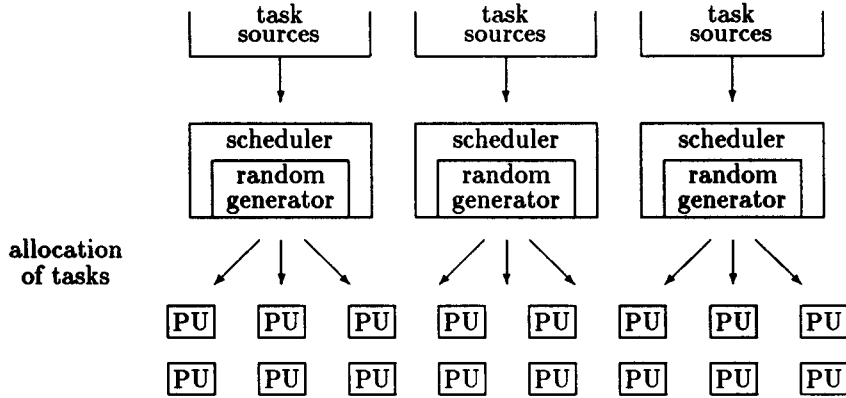 task
sources
task
sources
task
sources
scheduler
random
generator
scheduler
random
generator
scheduler
random
generator
allocation
of tasks
PU PU PU PU PU PU PU PU
PU PU PU PU PU PU PU PU